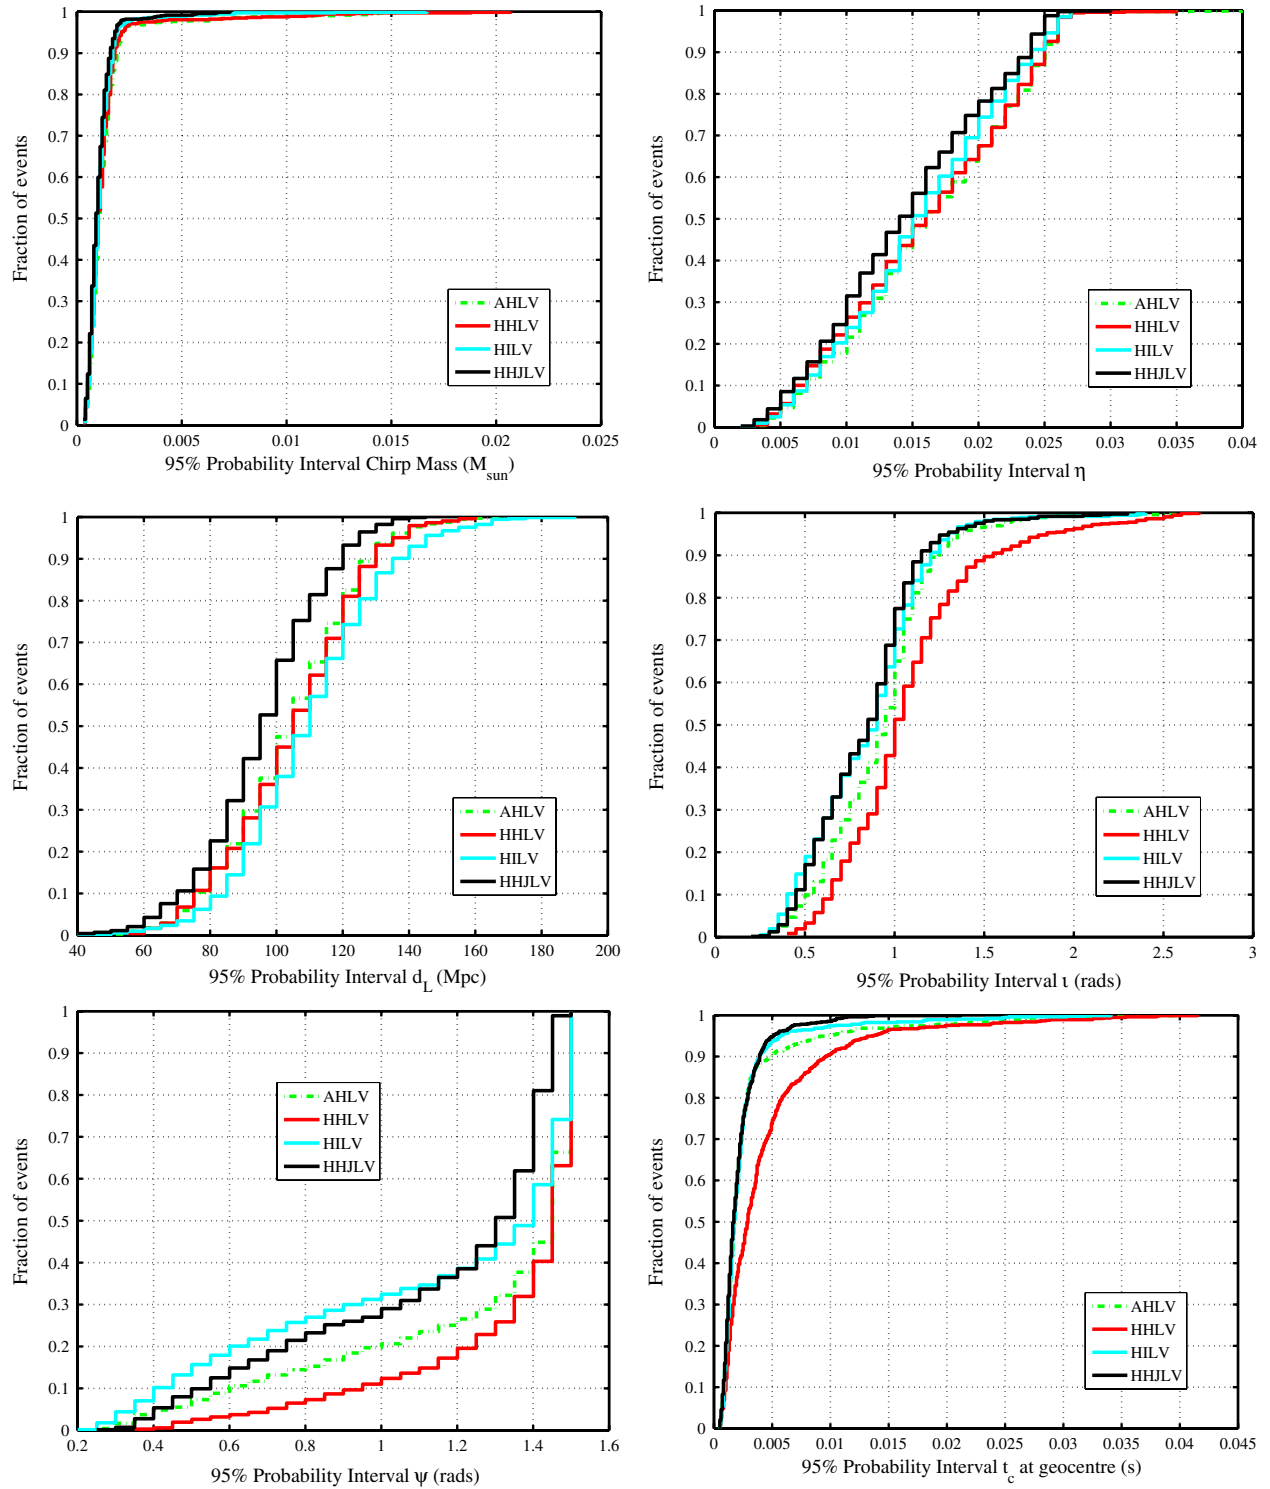 1
0.9
0.8
0.7
0.6
0.5
0.4
0.3
0.2
0.1
0
Fraction of events
0 0.005 0.01 0.015 0.02 0.025
95% Probability Interval Chirp Mass (M_sun)
AHLV
HHLV
HILV
HHJLV
1
0.9
0.8
0.7
0.6
0.5
0.4
0.3
0.2
0.1
0
Fraction of events
0 0.005 0.01 0.015 0.02 0.025 0.03 0.035 0.04
95% Probability Interval η
AHLV
HHLV
HILV
HHJLV
1
0.9
0.8
0.7
0.6
0.5
0.4
0.3
0.2
0.1
0
Fraction of events
40 60 80 100 120 140 160 180 200
95% Probability Interval d_L (Mpc)
AHLV
HHLV
HILV
HHJLV
1
0.9
0.8
0.7
0.6
0.5
0.4
0.3
0.2
0.1
0
Fraction of events
0 0.5 1 1.5 2 2.5 3
95% Probability Interval ι (rads)
AHLV
HHLV
HILV
HHJLV
1
0.9
0.8
0.7
0.6
0.5
0.4
0.3
0.2
0.1
0
Fraction of events
0.2 0.4 0.6 0.8 1 1.2 1.4 1.6
95% Probability Interval ψ (rads)
AHLV
HHLV
HILV
HHJLV
1
0.9
0.8
0.7
0.6
0.5
0.4
0.3
0.2
0.1
0
Fraction of events
0 0.005 0.01 0.015 0.02 0.025 0.03 0.035 0.04 0.045
95% Probability Interval t_c at geocentre (s)
AHLV
HHLV
HILV
HHJLV